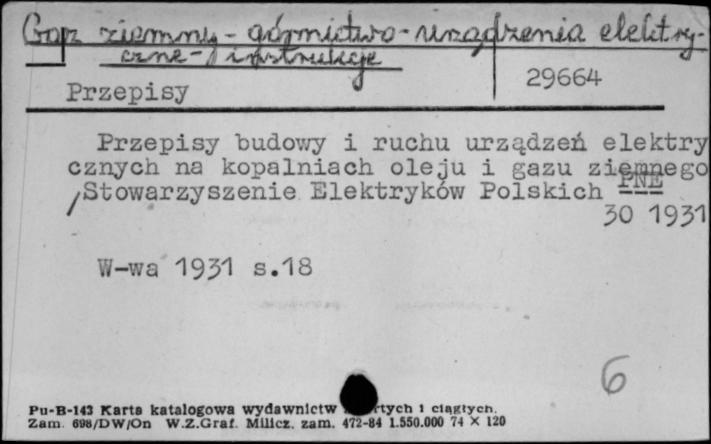 Gaz ziemny - górnictwo - urządzenia elektry-
czne - instrukcje
29664
Przepisy
Przepisy budowy i ruchu urządzeń elektry
cznych na kopalniach oleju i gazu ziemnego
/Stowarzyszenie Elektryków Polskich PNE
30 1931
W-wa 1931 s.18
6
Pu-B-143 Karta katalogowa wydawnictw rtych i ciągłych.
Zam. 698/DW/On W.Z.Graf. Milicz. zam. 472-84 1.550.000 74 X 120